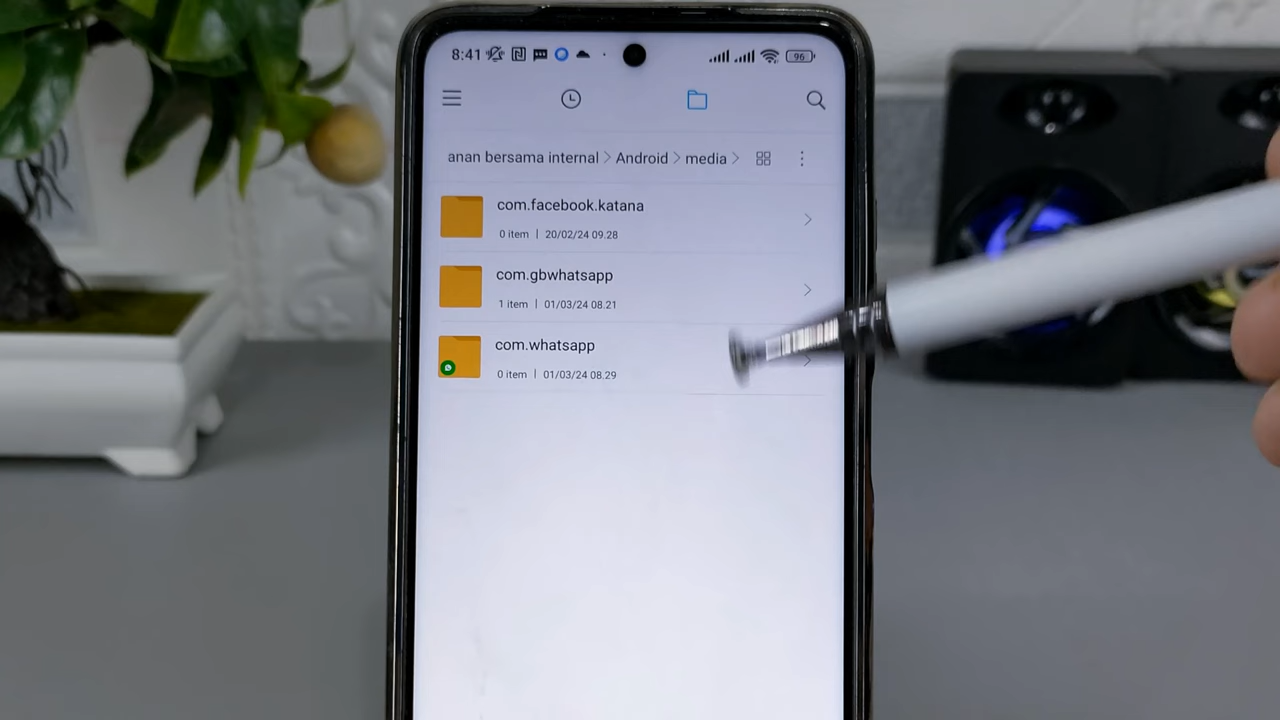 8:41 96
anan bersama internal > Android > media >
com.facebook.katana
0 item | 20/02/24 09.28
com.gbwhatsapp
1 item | 01/03/24 08.21
com.whatsapp
0 item | 01/03/24 08.29